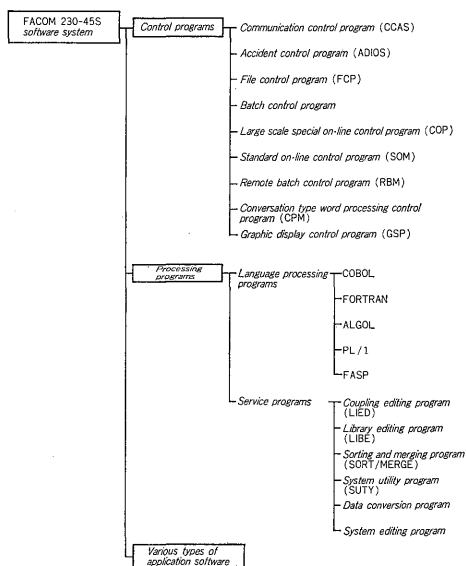 FACOM 230-45S
software system
Control programs
Communication control program (CCAS)
Accident control program (ADIOS)
File control program (FCP)
Batch control program
Large scale special on-line control program (COP)
Standard on-line control program (SOM)
Remote batch control program (RBM)
Conversation type word processing control
program (CPM)
Graphic display control program (GSP)
Processing
programs
Language processing
programs
COBOL
FORTRAN
ALGOL
PL/1
FASP
Service programs
Coupling editing program
(LIED)
Library editing program
(LIBE)
Sorting and merging program
(SORT/MERGE)
System utility program
(SUTY)
Data conversion program
System editing program
Various types of
application software